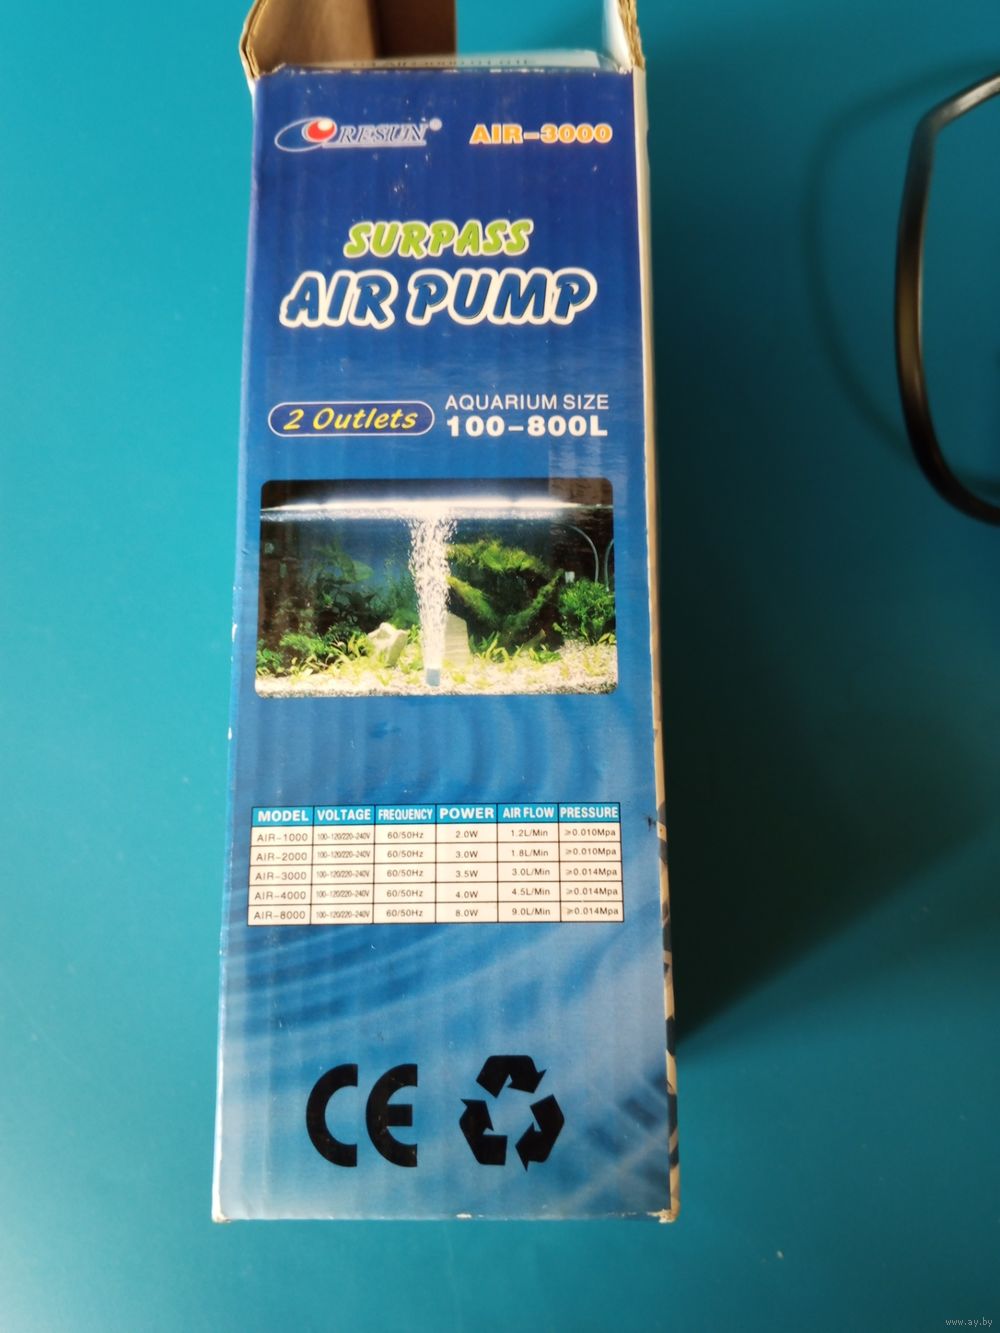 RESUN®
AIR-3000
SURPASS
AIR PUMP
2 Outlets
AQUARIUM SIZE
100-800L
MODEL VOLTAGE FREQUENCY POWER AIR FLOW PRESSURE
AIR-1000 100-120/220-240V 60/50Hz 2.0W 1.2L/Min ≥0.010Mpa
AIR-2000 100-120/220-240V 60/50Hz 3.0W 1.8L/Min ≥0.010Mpa
AIR-3000 100-120/220-240V 60/50Hz 3.5W 3.0L/Min ≥0.014Mpa
AIR-4000 100-120/220-240V 60/50Hz 4.0W 4.5L/Min ≥0.014Mpa
AIR-8000 100-120/220-240V 60/50Hz 8.0W 9.0L/Min ≥0.014Mpa
CE
www.ay.by